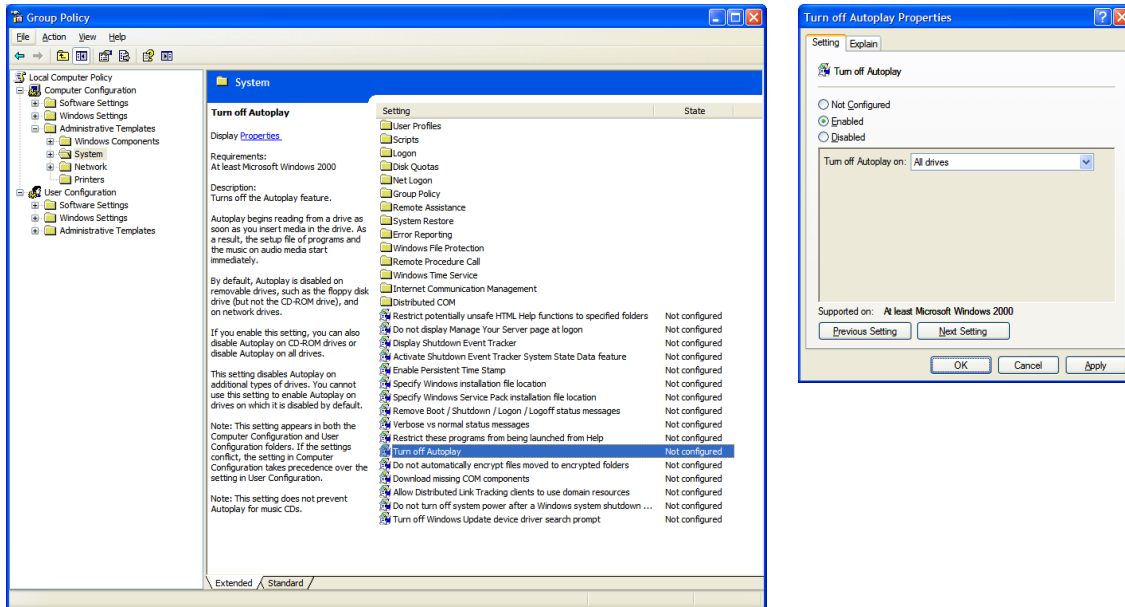 Group Policy
File Action View Help
Local Computer Policy
Computer Configuration
Software Settings
Windows Settings
Administrative Templates
Windows Components
System
Network
Printers
User Configuration
Software Settings
Windows Settings
Administrative Templates
System
Turn off Autoplay
Display Properties
Requirements:
At least Microsoft Windows 2000
Description:
Turns off the Autoplay feature.
Autoplay begins reading from a drive as
soon as you insert media in the drive. As
a result, the setup file of programs and
the music on audio media start
immediately.
By default, Autoplay is disabled on
removable drives, such as the floppy disk
drive (but not the CD-ROM drive), and
on network drives.
If you enable this setting, you can also
disable Autoplay on CD-ROM drives or
disable Autoplay on all drives.
This setting disables Autoplay on
additional types of drives. You cannot
use this setting to enable Autoplay on
drives on which it is disabled by default.
Note: This setting appears in both the
Computer Configuration and User
Configuration folders. If the settings
conflict, the setting in Computer
Configuration takes precedence over the
setting in User Configuration.
Note: This setting does not prevent
Autoplay for music CDs.
Setting State
User Profiles
Scripts
Logon
Disk Quotas
Net Logon
Group Policy
Remote Assistance
System Restore
Error Reporting
Windows File Protection
Remote Procedure Call
Windows Time Service
Internet Communication Management
Distributed COM
Restrict potentially unsafe HTML Help functions to specified folders Not configured
Do not display Manage Your Server page at logon Not configured
Display Shutdown Event Tracker Not configured
Activate Shutdown Event Tracker System State Data feature Not configured
Enable Persistent Time Stamp Not configured
Specify Windows installation file location Not configured
Specify Windows Service Pack installation file location Not configured
Remove Boot / Shutdown / Logon / Logoff status messages Not configured
Verbose vs normal status messages Not configured
Restrict these programs from being launched from Help Not configured
Turn off Autoplay Not configured
Do not automatically encrypt files moved to encrypted folders Not configured
Download missing COM components Not configured
Allow Distributed Link Tracking clients to use domain resources Not configured
Do not turn off system power after a Windows system shutdown ... Not configured
Turn off Windows Update device driver search prompt Not configured
Extended Standard
Turn off Autoplay Properties
Setting Explain
Turn off Autoplay
Not Configured
Enabled
Disabled
Turn off Autoplay on: All drives
Supported on: At least Microsoft Windows 2000
Previous Setting Next Setting
OK Cancel Apply